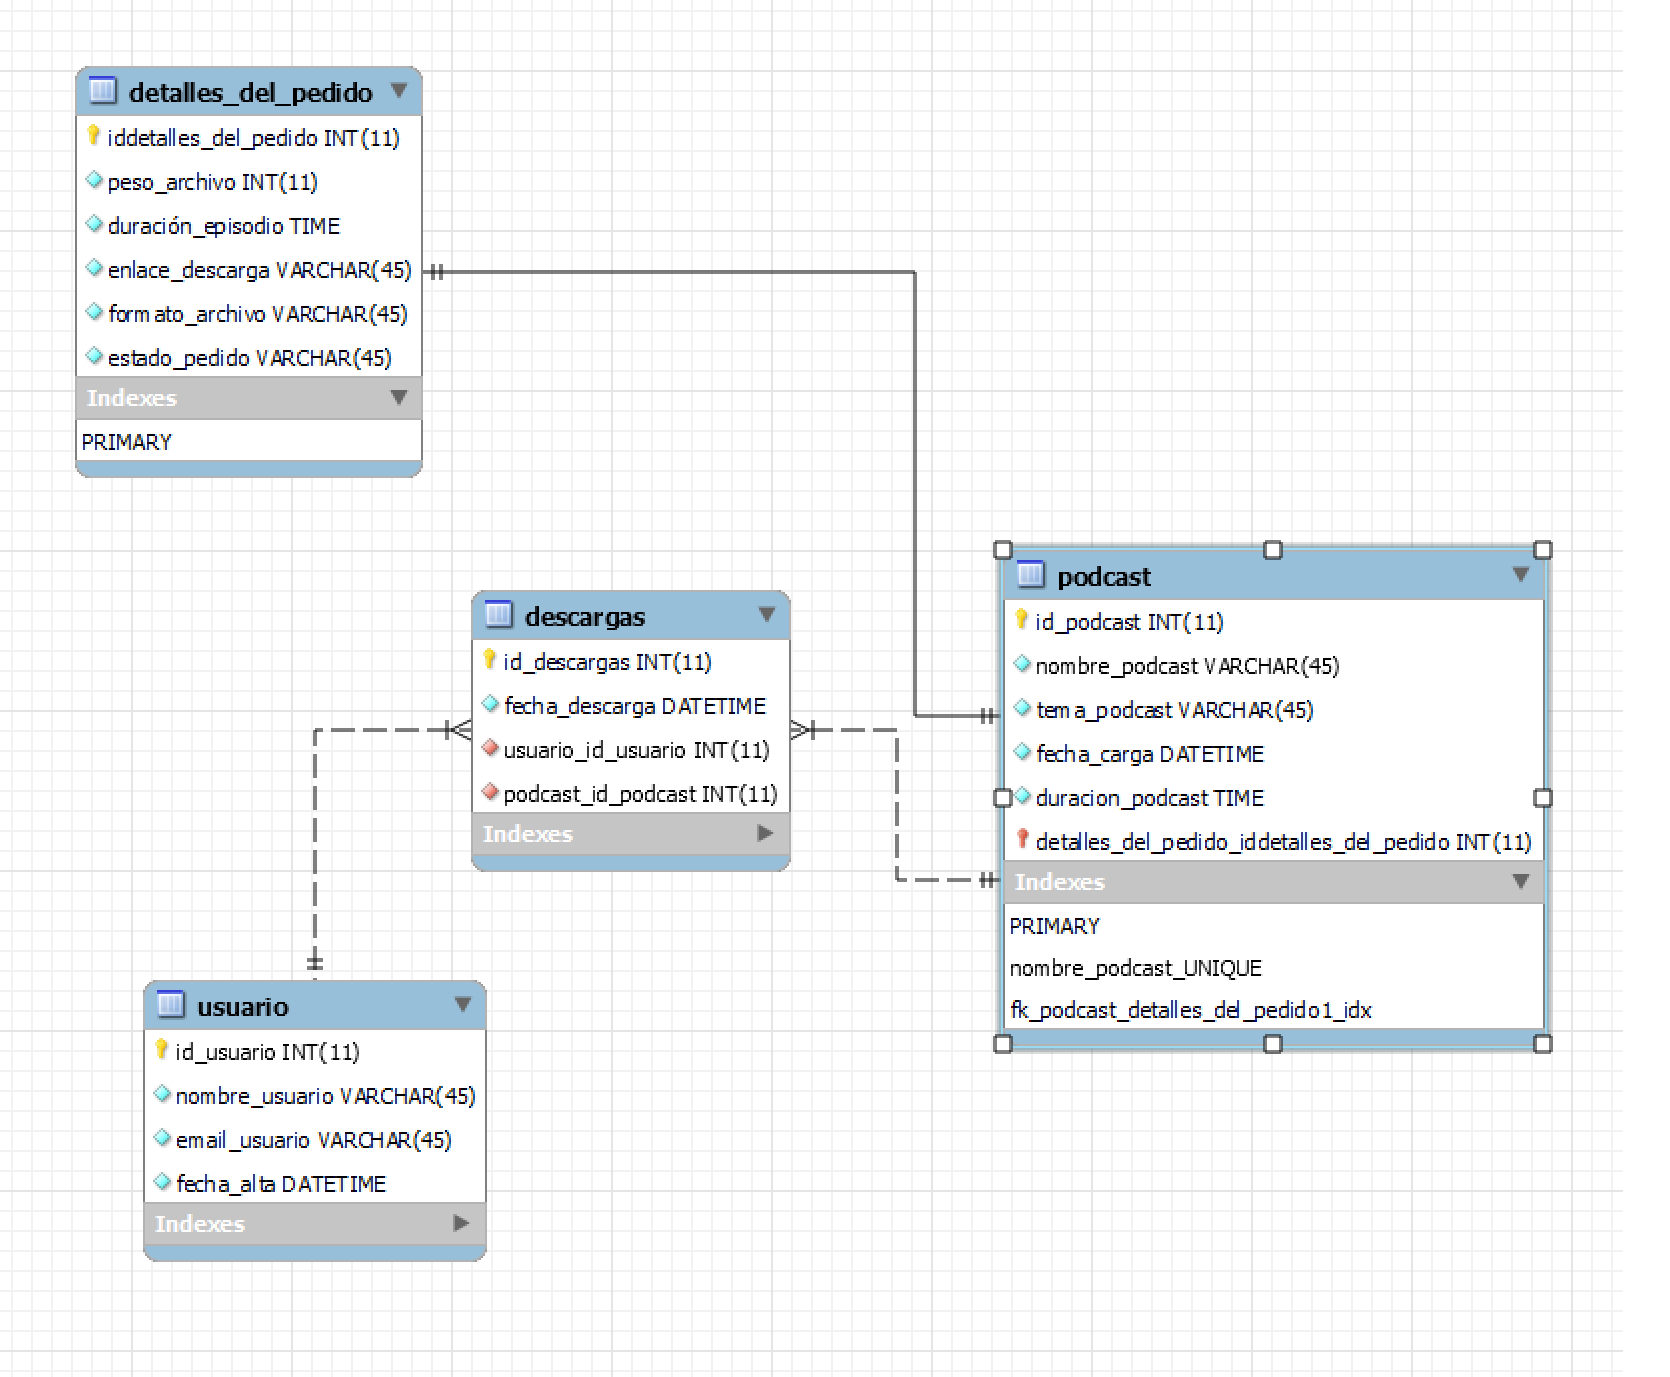 detalles_del_pedido
iddetalles_del_pedido INT(11)
peso_archivo INT(11)
duración_episodio TIME
enlace_descarga VARCHAR(45)
formato_archivo VARCHAR(45)
estado_pedido VARCHAR(45)
Indexes
PRIMARY
descargas
id_descargas INT(11)
fecha_descarga DATETIME
usuario_id_usuario INT(11)
podcast_id_podcast INT(11)
Indexes
podcast
id_podcast INT(11)
nombre_podcast VARCHAR(45)
tema_podcast VARCHAR(45)
fecha_carga DATETIME
duracion_podcast TIME
detalles_del_pedido_iddetalles_del_pedido INT(11)
Indexes
PRIMARY
nombre_podcast_UNIQUE
fk_podcast_detalles_del_pedido1_idx
usuario
id_usuario INT(11)
nombre_usuario VARCHAR(45)
email_usuario VARCHAR(45)
fecha_alta DATETIME
Indexes